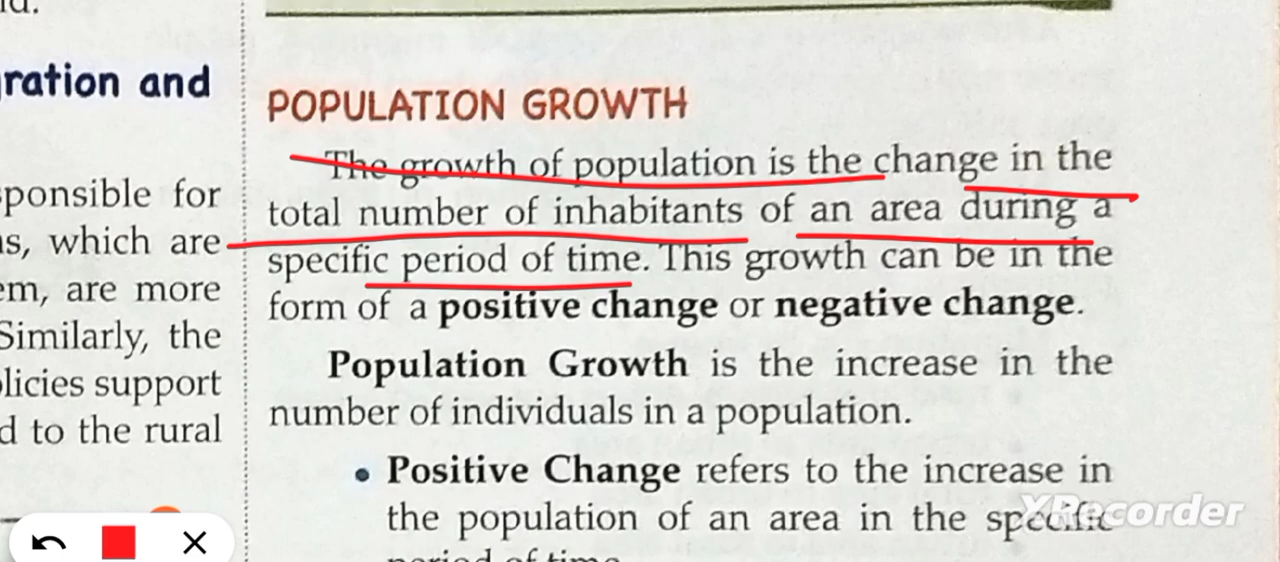 ration and
ponsible for
which are
are more
Similarly, the
support
to the rural
POPULATION GROWTH
The growth of population is the change in the
total number of inhabitants of an area during a
specific period of time. This growth can be in the
form of a positive change or negative change.
Population Growth is the increase in the
number of individuals in a population.
• Positive Change refers to the increase in
the population of an area in the specific
period of time
XRecorder